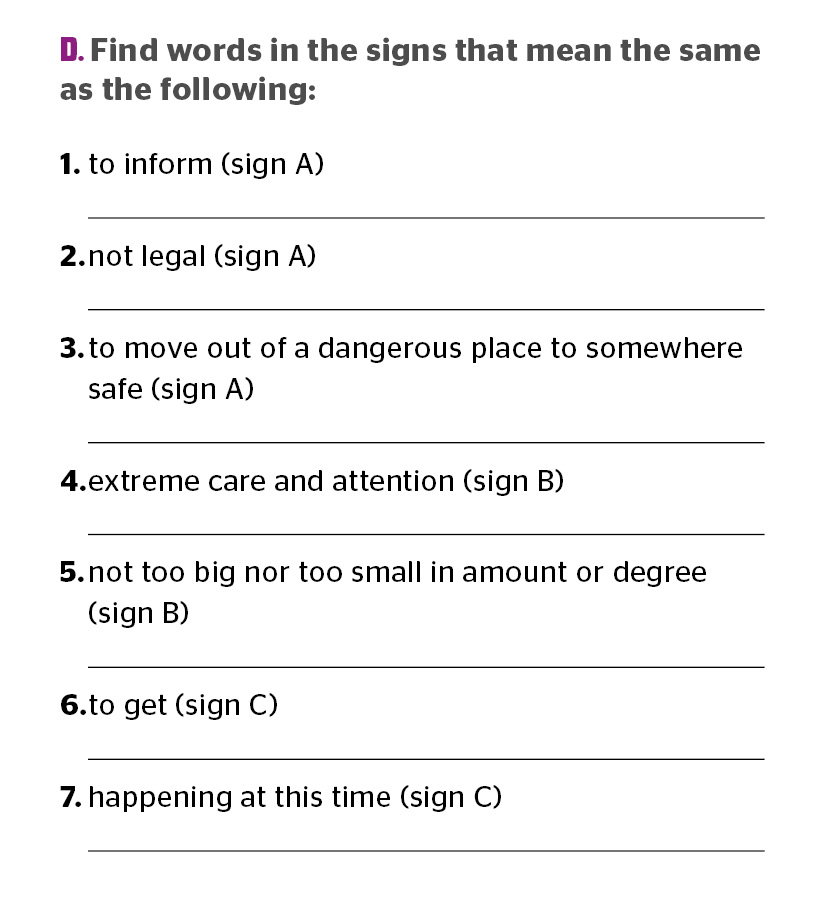 D. Find words in the signs that mean the same
as the following:
1. to inform (sign A)
2. not legal (sign A)
3. to move out of a dangerous place to somewhere
safe (sign A)
4. extreme care and attention (sign B)
5. not too big nor too small in amount or degree
(sign B)
6. to get (sign C)
7. happening at this time (sign C)